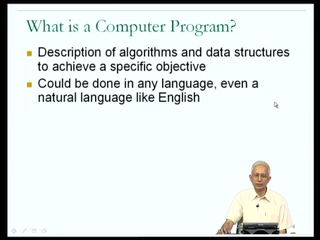 What is a Computer Program?
Description of algorithms and data structures
to achieve a specific objective
Could be done in any language, even a
natural language like English